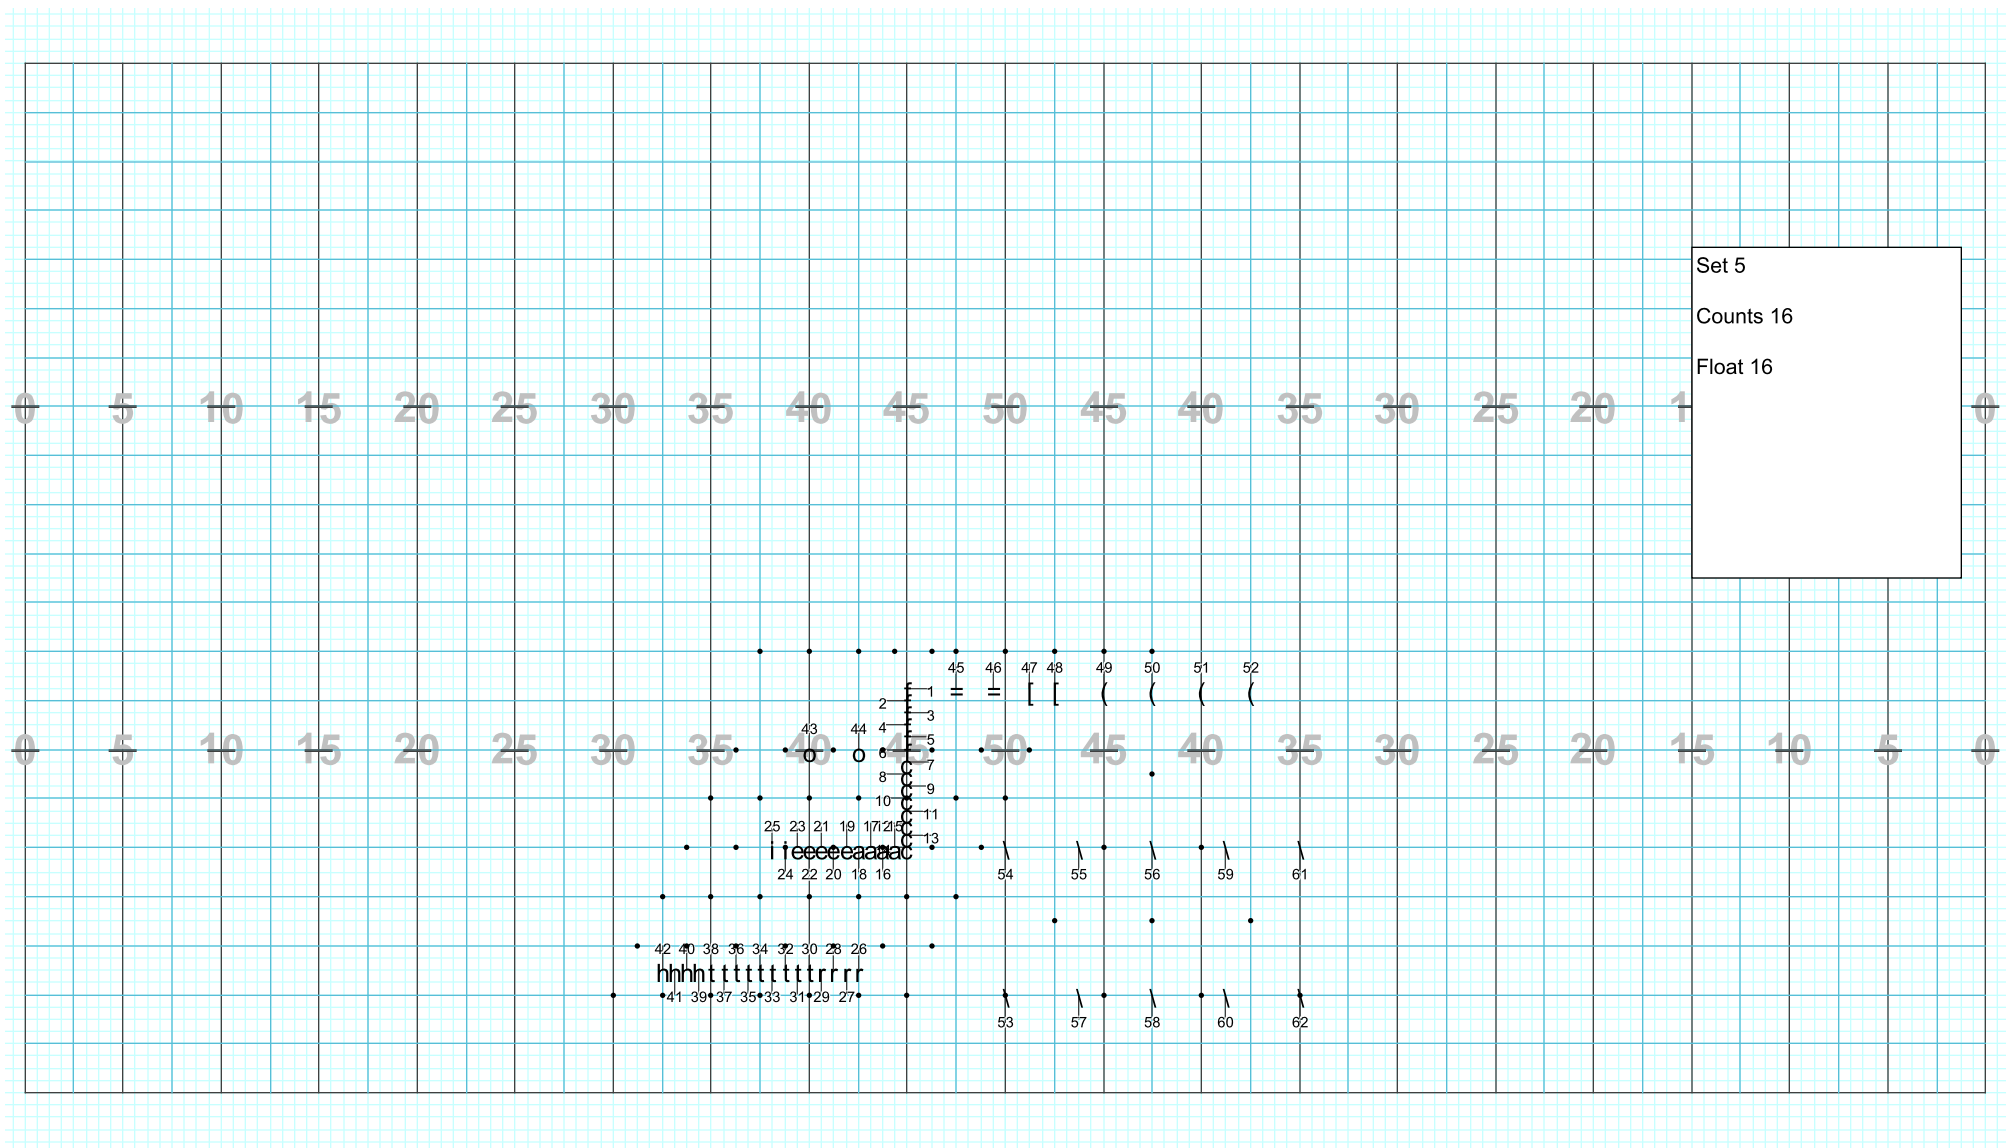 Set 5
Counts 16
Float 16
0 5 10 15 20 25 30 35 40 45 50 45 40 35 30 25 20 1 0
45 46 47 48 49 50 51 52
= = [ [ ( ( ( (
1
2
3
43 44 4
5
0 5 10 15 20 25 30 35 40 45 50 45 40 35 30 25 20 15 10 5 0
o o 6
7
8
9
10
11
25 23 21 19 17 12 15 13
i i e e e e e a a a a a c \ \ \ \ \
24 22 20 18 16 54 55 56 59 61
42 40 38 36 34 32 30 28 26
h h h h t t t t t t t t t r r r r
41 39 37 35 33 31 29 27
\ \ \ \ \
53 57 58 60 62